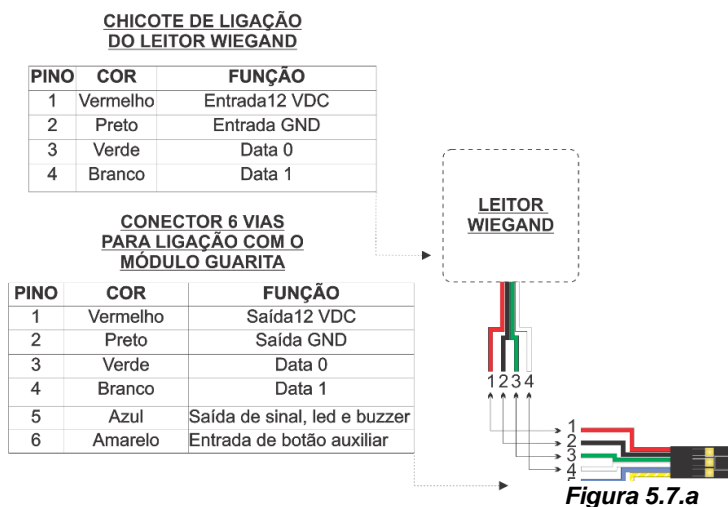 CHICOTE DE LIGAÇÃO
DO LEITOR WIEGAND
PINO COR FUNÇÃO
1 Vermelho Entrada12 VDC
2 Preto Entrada GND
3 Verde Data 0
4 Branco Data 1
CONECTOR 6 VIAS
PARA LIGAÇÃO COM O
MÓDULO GUARITA
PINO COR FUNÇÃO
1 Vermelho Saída12 VDC
2 Preto Saída GND
3 Verde Data 0
4 Branco Data 1
5 Azul Saída de sinal, led e buzzer
6 Amarelo Entrada de botão auxiliar
LEITOR
WIEGAND
1 2 3 4
1
2
3
4
Figura 5.7.a